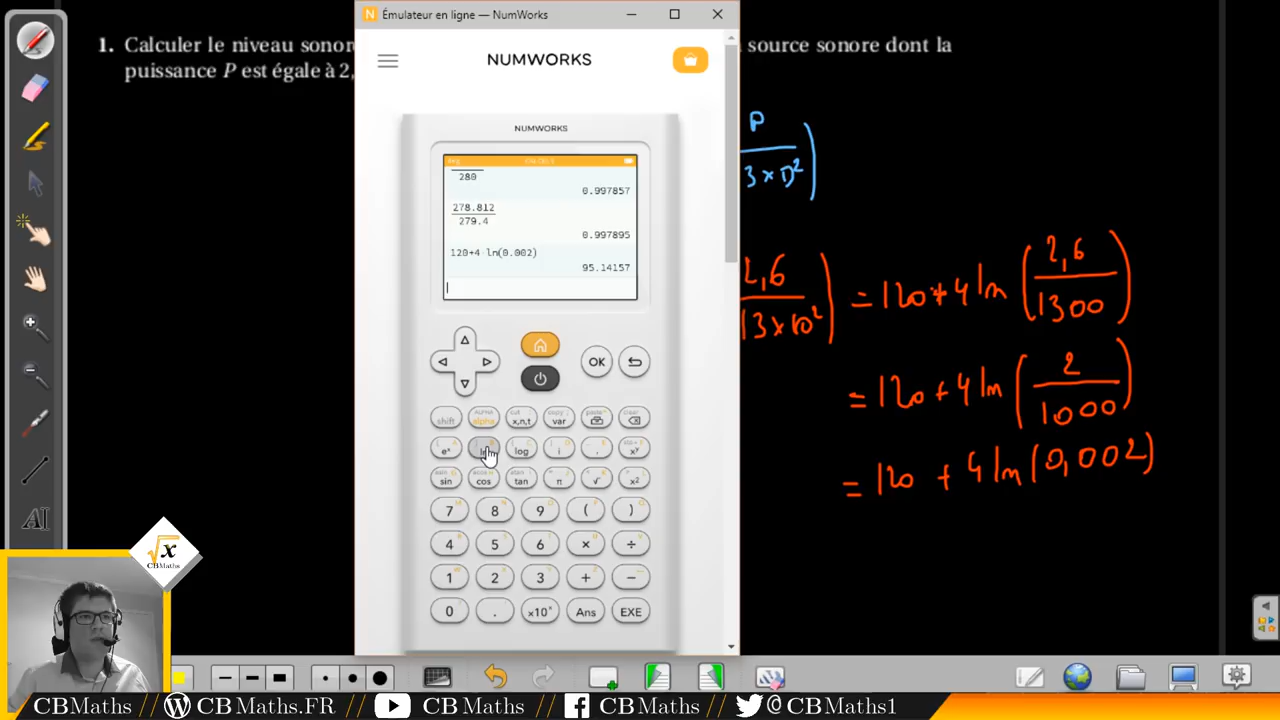 Émulateur en ligne — NumWorks
NUMWORKS
1. Calculer le niveau sonor
source sonore dont la
puissance P est égale à 2,
NUMWORKS
280
0.997857
278.812
279.4
0.997895
120+4·ln(0.002)
95.14157
P
3 × D²
2,6
13 × 10²
= 120 + 4 ln (2,6 / 1300)
= 120 + 4 ln (2 / 1000)
= 120 + 4 ln (0,002)
OK
shift alpha x,n,t var
eˣ ln log i , xʸ
sin cos tan π √ x²
7 8 9 ( )
4 5 6 × ÷
1 2 3 + −
0 . ×10ˣ Ans EXE
√x
CBMaths
CBMaths CBMaths.FR CBMaths CBMaths @CBMaths1